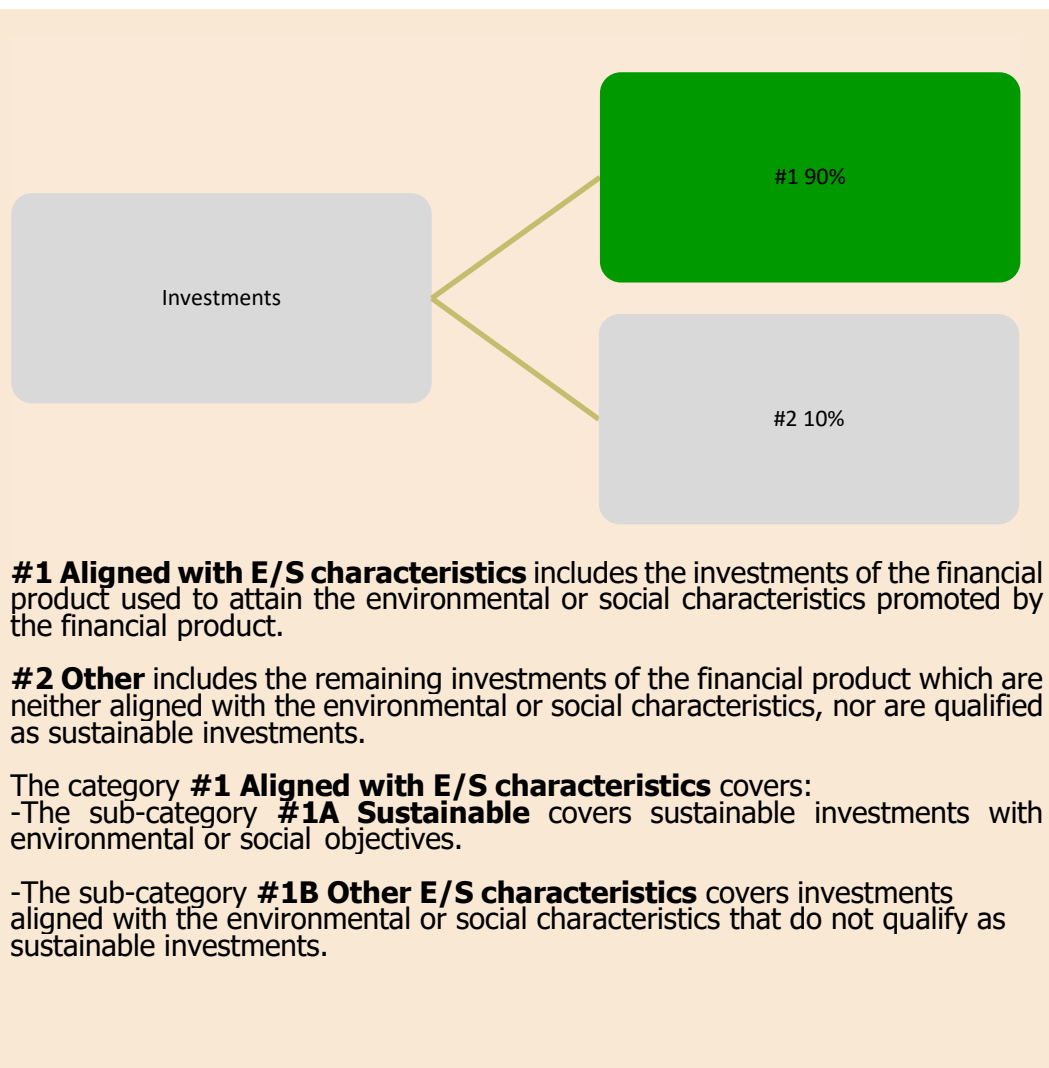 #1 90%
Investments
#2 10%
#1 Aligned with E/S characteristics includes the investments of the financial
product used to attain the environmental or social characteristics promoted by
the financial product.
#2 Other includes the remaining investments of the financial product which are
neither aligned with the environmental or social characteristics, nor are qualified
as sustainable investments.
The category #1 Aligned with E/S characteristics covers:
-The sub-category #1A Sustainable covers sustainable investments with
environmental or social objectives.
-The sub-category #1B Other E/S characteristics covers investments
aligned with the environmental or social characteristics that do not qualify as
sustainable investments.